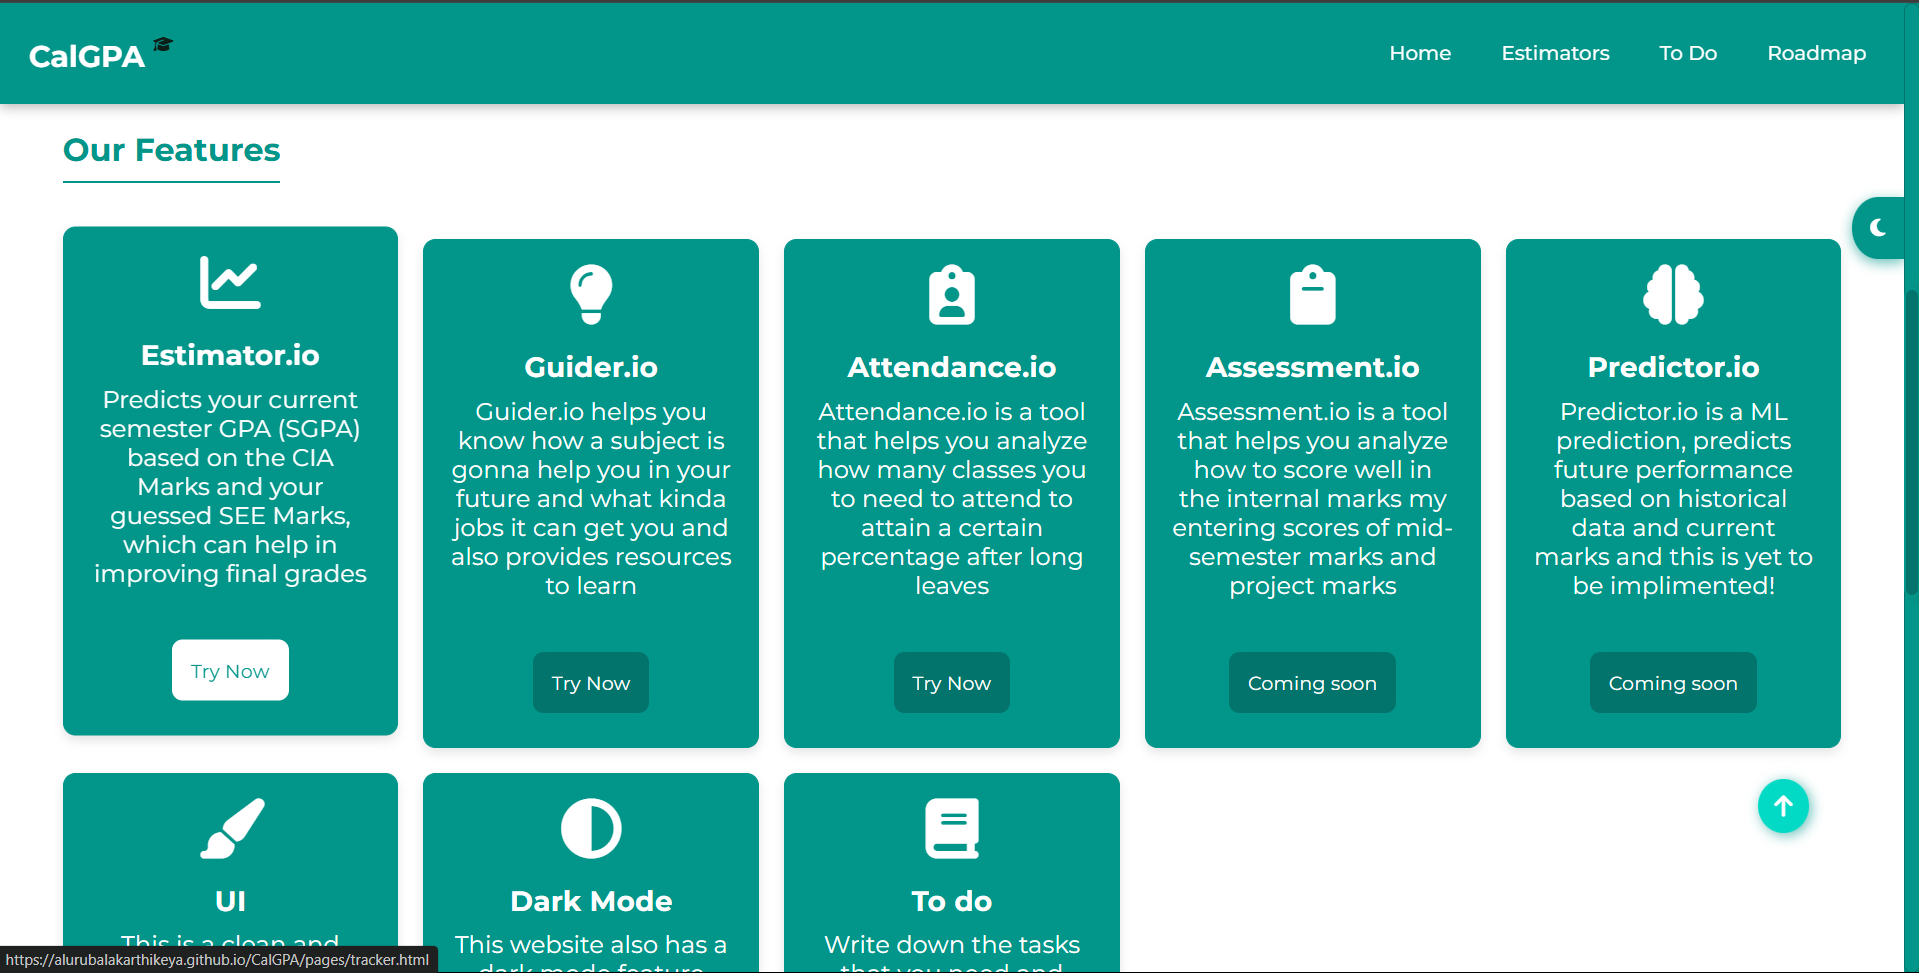 CalGPA
Home
Estimators
To Do
Roadmap
Our Features
Estimator.io
Predicts your current
semester GPA (SGPA)
based on the CIA
Marks and your
guessed SEE Marks,
which can help in
improving final grades
Try Now
Guider.io
Guider.io helps you
know how a subject is
gonna help you in your
future and what kinda
jobs it can get you and
also provides resources
to learn
Try Now
Attendance.io
Attendance.io is a tool
that helps you analyze
how many classes you
to need to attend to
attain a certain
percentage after long
leaves
Try Now
Assessment.io
Assessment.io is a tool
that helps you analyze
how to score well in
the internal marks my
entering scores of mid-
semester marks and
project marks
Coming soon
Predictor.io
Predictor.io is a ML
prediction, predicts
future performance
based on historical
data and current
marks and this is yet to
be implimented!
Coming soon
UI
This is a clean and
Dark Mode
This website also has a
dark mode feature
To do
Write down the tasks
that you need and
https://alurubalakarthikeya.github.io/CalGPA/pages/tracker.html